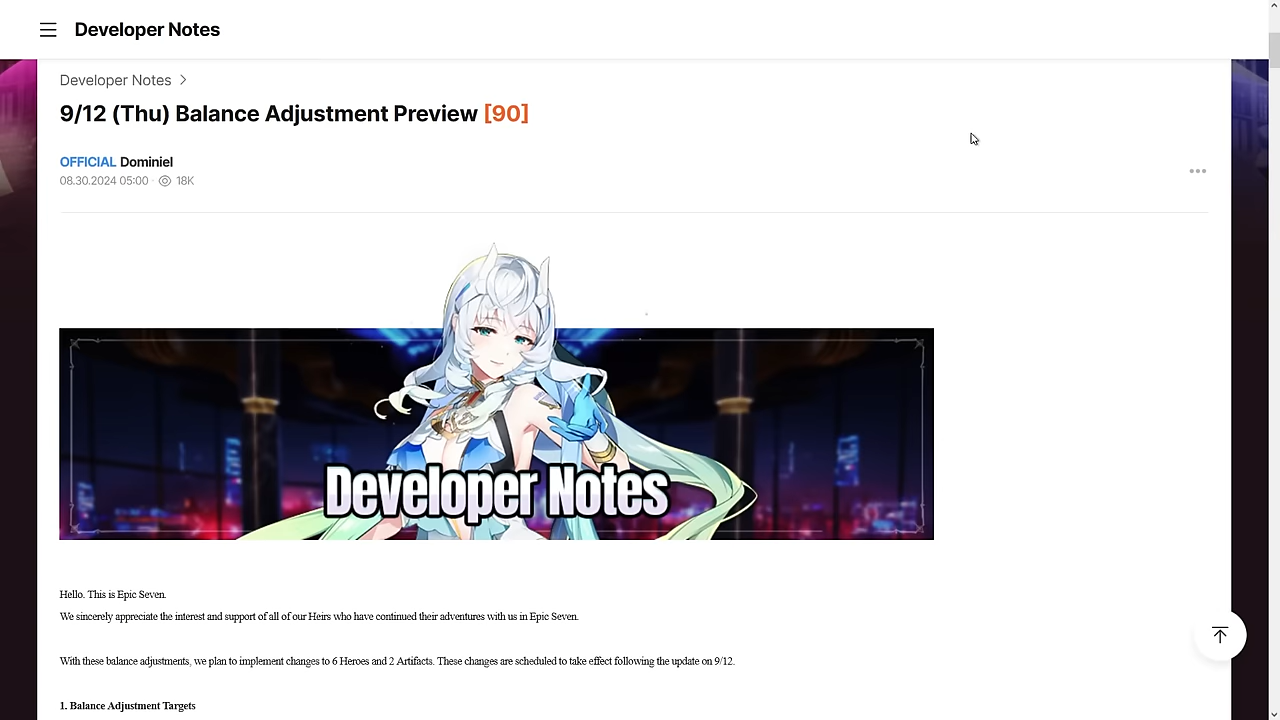 Developer Notes
Developer Notes
9/12 (Thu) Balance Adjustment Preview [90]
OFFICIAL Dominiel
08.30.2024 05:00 · 18K
Developer Notes
Hello. This is Epic Seven.
We sincerely appreciate the interest and support of all of our Heirs who have continued their adventures with us in Epic Seven.
With these balance adjustments, we plan to implement changes to 6 Heroes and 2 Artifacts. These changes are scheduled to take effect following the update on 9/12.
1. Balance Adjustment Targets